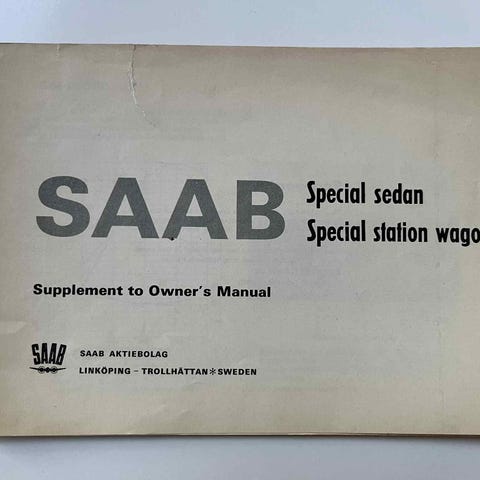 SAAB
Special sedan
Special station wago
Supplement to Owner's Manual
SAAB
SAAB AKTIEBOLAG
LINKÖPING – TROLLHÄTTAN*SWEDEN